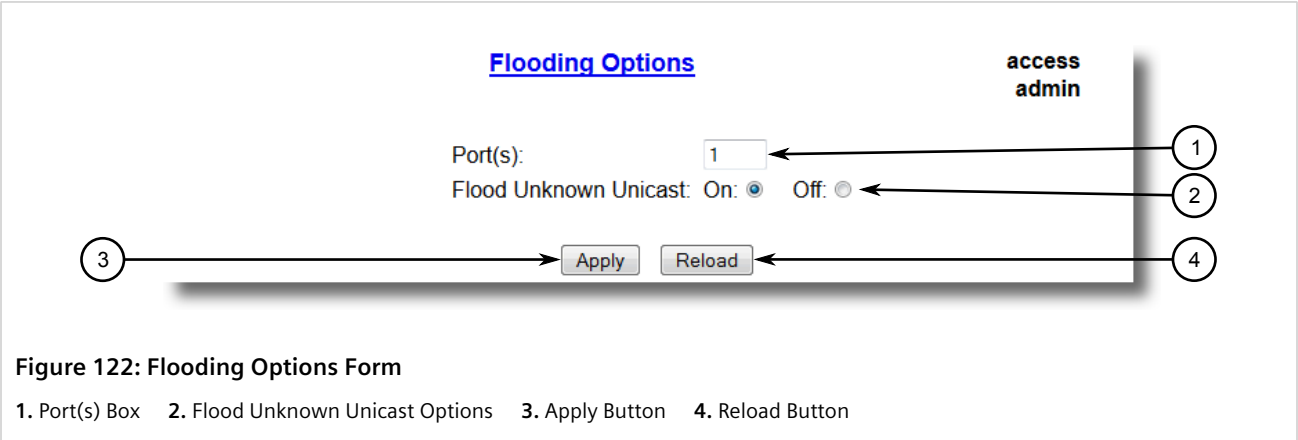 Flooding Options
access
admin
Port(s): 1
1
Flood Unknown Unicast: On: Off:
2
3
Apply Reload
4
Figure 122: Flooding Options Form
1. Port(s) Box 2. Flood Unknown Unicast Options 3. Apply Button 4. Reload Button